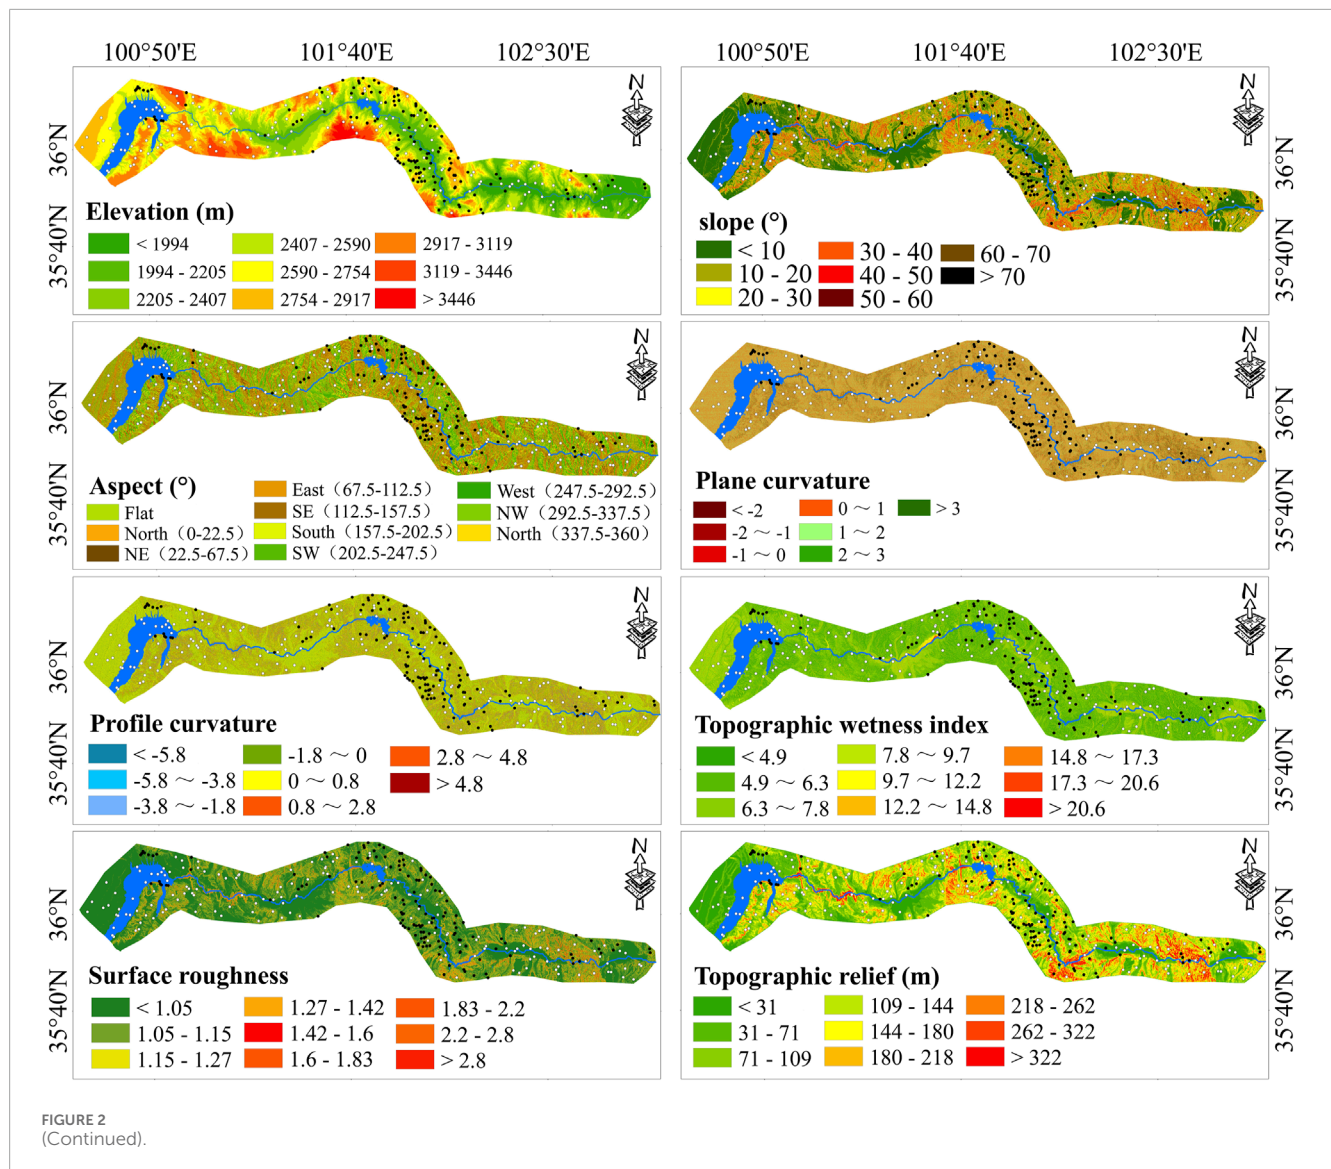 100°50'E 101°40'E 102°30'E 100°50'E 101°40'E 102°30'E
N
36°N
35°40'N
Elevation (m)
< 1994 2407 - 2590 2917 - 3119
1994 - 2205 2590 - 2754 3119 - 3446
2205 - 2407 2754 - 2917 > 3446
N
36°N
35°40'N
slope (°)
< 10 30 - 40 60 - 70
10 - 20 40 - 50 > 70
20 - 30 50 - 60
N
36°N
35°40'N
Aspect (°)
Flat
North（0-22.5)
NE（22.5-67.5)
East（67.5-112.5)
SE（112.5-157.5)
South（157.5-202.5)
SW（202.5-247.5)
West（247.5-292.5)
NW（292.5-337.5)
North（337.5-360)
N
36°N
35°40'N
Plane curvature
< -2 0～1 > 3
-2～-1 1～2
-1～0 2～3
N
36°N
35°40'N
Profile curvature
< -5.8 -1.8～0 2.8～4.8
-5.8～-3.8 0～0.8 > 4.8
-3.8～-1.8 0.8～2.8
N
36°N
35°40'N
Topographic wetness index
< 4.9 7.8～9.7 14.8～17.3
4.9～6.3 9.7～12.2 17.3～20.6
6.3～7.8 12.2～14.8 > 20.6
N
36°N
35°40'N
Surface roughness
< 1.05 1.27 - 1.42 1.83 - 2.2
1.05 - 1.15 1.42 - 1.6 2.2 - 2.8
1.15 - 1.27 1.6 - 1.83 > 2.8
N
36°N
35°40'N
Topographic relief (m)
< 31 109 - 144 218 - 262
31 - 71 144 - 180 262 - 322
71 - 109 180 - 218 > 322
FIGURE 2
(Continued).